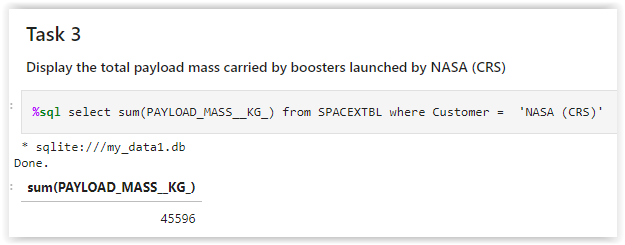 Task 3
Display the total payload mass carried by boosters launched by NASA (CRS)
%sql select sum(PAYLOAD_MASS__KG_) from SPACEXTBL where Customer =  'NASA (CRS)'
* sqlite:///my_data1.db
Done.
sum(PAYLOAD_MASS__KG_)
45596